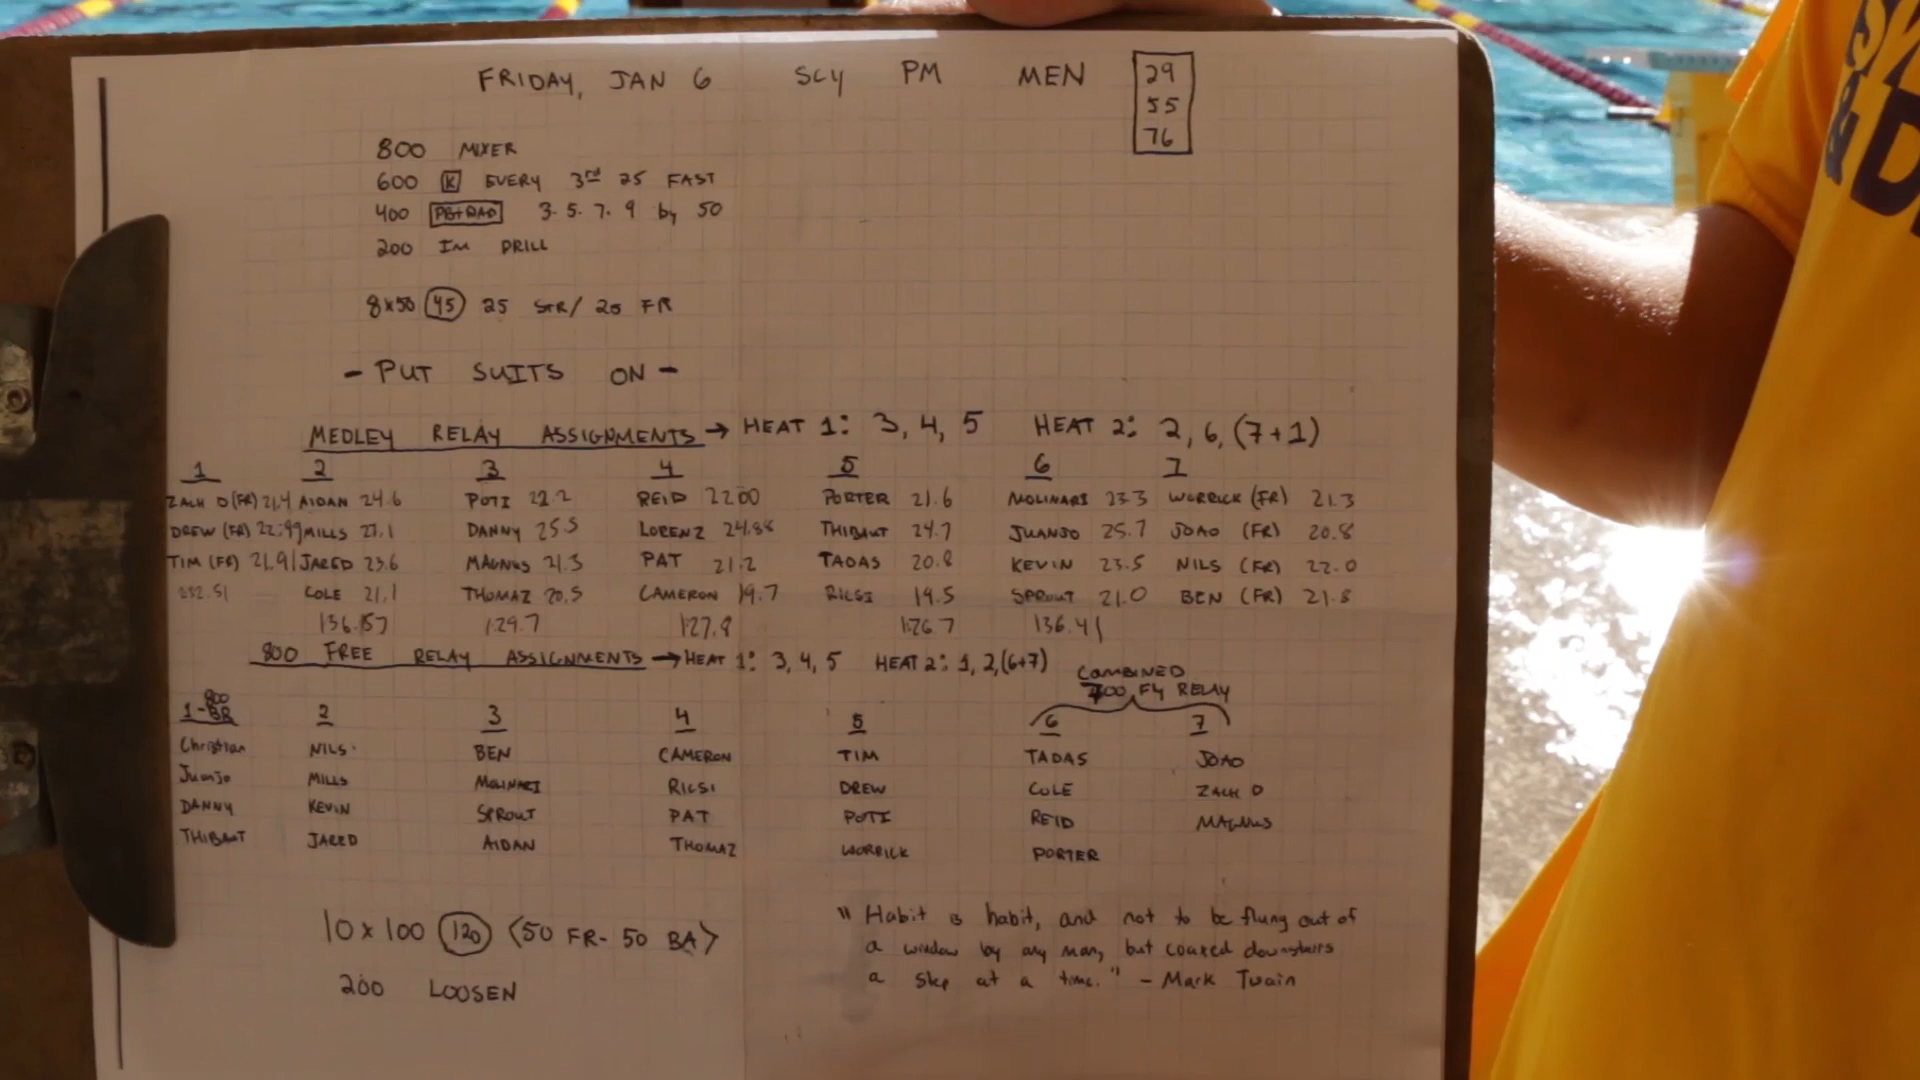 FRIDAY, JAN 6 SCY PM MEN
29
55
76
800 MIXER
600 K EVERY 3rd 25 FAST
400 PB+PAD 3.5.7.9 by 50
200 IM DRILL
8x50 45 25 STR/25 FR
- PUT SUITS ON -
MEDLEY RELAY ASSIGNMENTS → HEAT 1: 3, 4, 5 HEAT 2: 2, 6, (7+1)
1 2 3 4 5 6 7
ZACH D (FR) 21.4 AIDAN 24.6 POTI 22.2 REID 22.00 PORTER 21.6 MOLINARI 23.3 WORRICK (FR) 21.3
DREW (FR) 22.99 MILLS 27.1 DANNY 25.5 LORENZ 24.88 THIBAUT 24.7 JUANJO 25.7 JOAO (FR) 20.8
TIM (FR) 21.91 JARED 23.6 MAGNUS 21.3 PAT 21.2 TADAS 20.8 KEVIN 23.5 NILS (FR) 22.0
COLE 21.1 THOMAZ 20.5 CAMERON 19.7 RICSI 19.5 SPROUT 21.0 BEN (FR) 21.8
1:29.7 1:27.8 1:26.7 1:36.41
800 FREE RELAY ASSIGNMENTS → HEAT 1: 3, 4, 5 HEAT 2: 1, 2, (6+7)
COMBINED
700 FLY RELAY
800
1-BR 2 3 4 5 6 7
Christian NILS BEN CAMERON TIM TADAS JOAO
Juanjo MILLS MOLINARI RICSI DREW COLE ZACH D
DANNY KEVIN SPROUT PAT POTI REID MAGNUS
THIBAUT JARED AIDAN THOMAZ WORRICK PORTER
10 x 100 120 (50 FR - 50 BA)
200 LOOSEN
"Habit is habit, and not to be flung out of
a window by any man, but coaxed downstairs
a step at a time." - Mark Twain